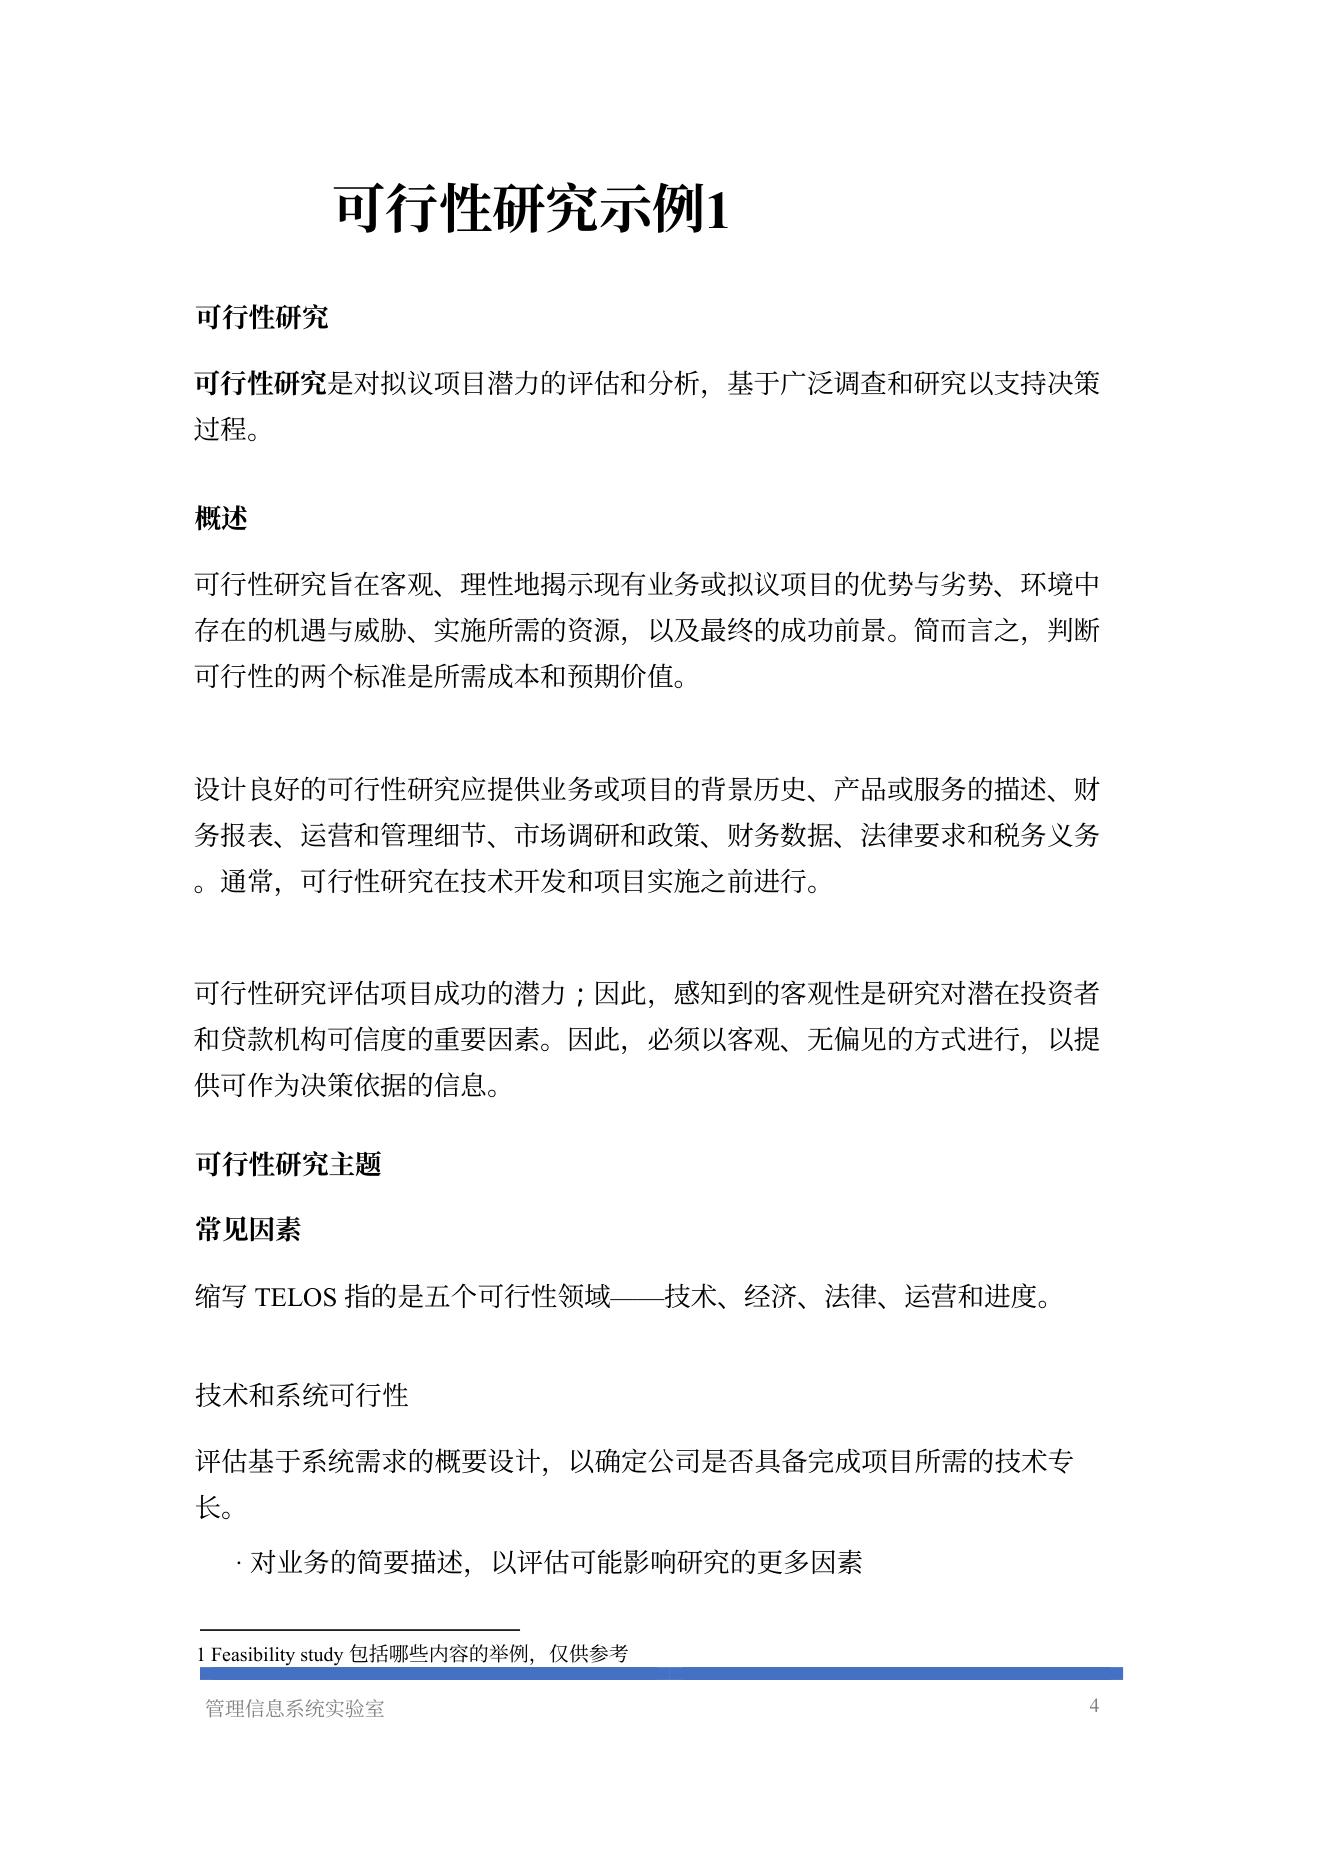 可行性研究示例1
可行性研究
可行性研究是对拟议项目潜力的评估和分析，基于广泛调查和研究以支持决策
过程。
概述
可行性研究旨在客观、理性地揭示现有业务或拟议项目的优势与劣势、环境中
存在的机遇与威胁、实施所需的资源，以及最终的成功前景。简而言之，判断
可行性的两个标准是所需成本和预期价值。
设计良好的可行性研究应提供业务或项目的背景历史、产品或服务的描述、财
务报表、运营和管理细节、市场调研和政策、财务数据、法律要求和税务义务
。通常，可行性研究在技术开发和项目实施之前进行。
可行性研究评估项目成功的潜力；因此，感知到的客观性是研究对潜在投资者
和贷款机构可信度的重要因素。因此，必须以客观、无偏见的方式进行，以提
供可作为决策依据的信息。
可行性研究主题
常见因素
缩写 TELOS 指的是五个可行性领域——技术、经济、法律、运营和进度。
技术和系统可行性
评估基于系统需求的概要设计，以确定公司是否具备完成项目所需的技术专
长。
· 对业务的简要描述，以评估可能影响研究的更多因素
1 Feasibility study 包括哪些内容的举例，仅供参考
管理信息系统实验室 4